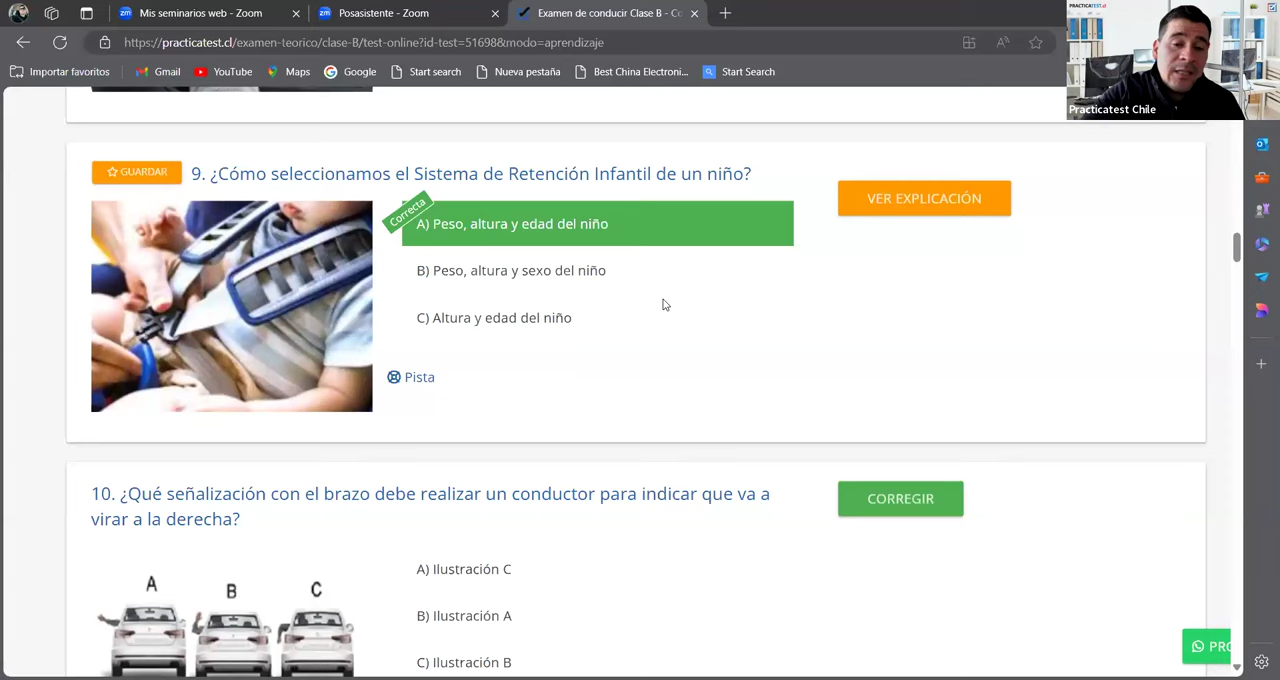 Mis seminarios web - Zoom
Posasistente - Zoom
Examen de conducir Clase B - Co
https://practicatest.cl/examen-teorico/clase-B/test-online?id-test=51698&modo=aprendizaje
Importar favoritos
Gmail
YouTube
Maps
Google
Start search
Nueva pestaña
Best China Electroni...
Start Search
PRACTICATEST.cl
Practicatest Chile
GUARDAR
9. ¿Cómo seleccionamos el Sistema de Retención Infantil de un niño?
VER EXPLICACIÓN
Correcta
A) Peso, altura y edad del niño
B) Peso, altura y sexo del niño
C) Altura y edad del niño
Pista
10. ¿Qué señalización con el brazo debe realizar un conductor para indicar que va a
virar a la derecha?
CORREGIR
A B C
A) Ilustración C
B) Ilustración A
C) Ilustración B
PRO